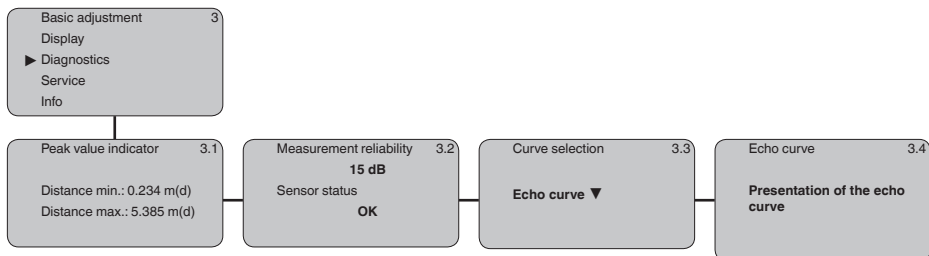 Basic adjustment 3
Display
▶ Diagnostics
Service
Info
Peak value indicator 3.1
Distance min.: 0.234 m(d)
Distance max.: 5.385 m(d)
Measurement reliability 3.2
15 dB
Sensor status
OK
Curve selection 3.3
Echo curve ▼
Echo curve 3.4
Presentation of the echo
curve